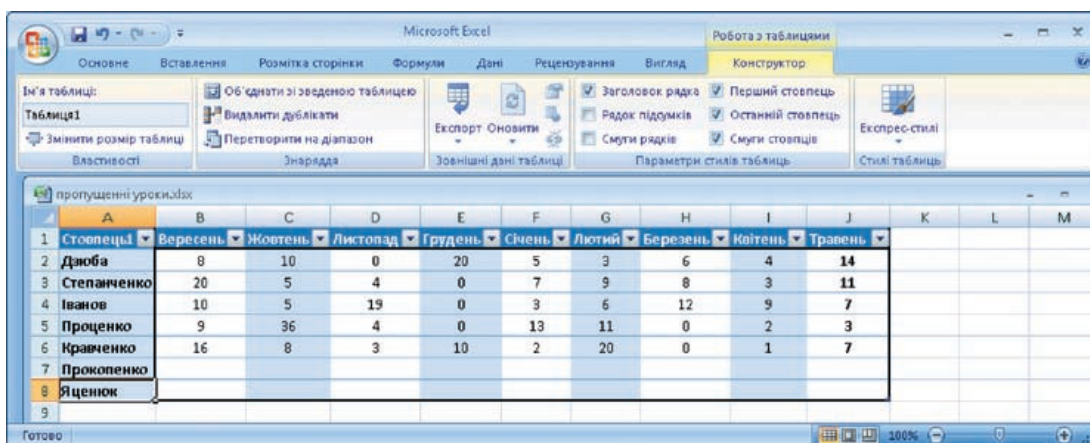 Microsoft Excel
Робота з таблицями
Основне Вставлення Розмітка сторінки Формули Дані Рецензування Вигляд Конструктор
Ім'я таблиці:
Таблиця1
Змінити розмір таблиці
Властивості
Об'єднати зі зведеною таблицею
Видалити дублікати
Перетворити на діапазон
Знаряддя
Експорт Оновити
Зовнішні дані таблиці
Заголовок рядка Перший стовпець
Рядок підсумків Останній стовпець
Смуги рядків Смуги стовпців
Параметри стилів таблиць
Експрес-стилі
Стилі таблиць
пропущенні уроки.xlsx
A B C D E F G H I J K L M
1 Стовпець1 Вересень Жовтень Листопад Грудень Січень Лютий Березень Квітень Травень
2 Дзюба 8 10 0 20 5 3 6 4 14
3 Степанченко 20 5 4 0 7 9 8 3 11
4 Іванов 10 5 19 0 3 6 12 9 7
5 Проценко 9 36 4 0 13 11 0 2 3
6 Кравченко 16 8 3 10 2 20 0 1 7
7 Прокопенко
8 Яценюк
9
Готово 100%